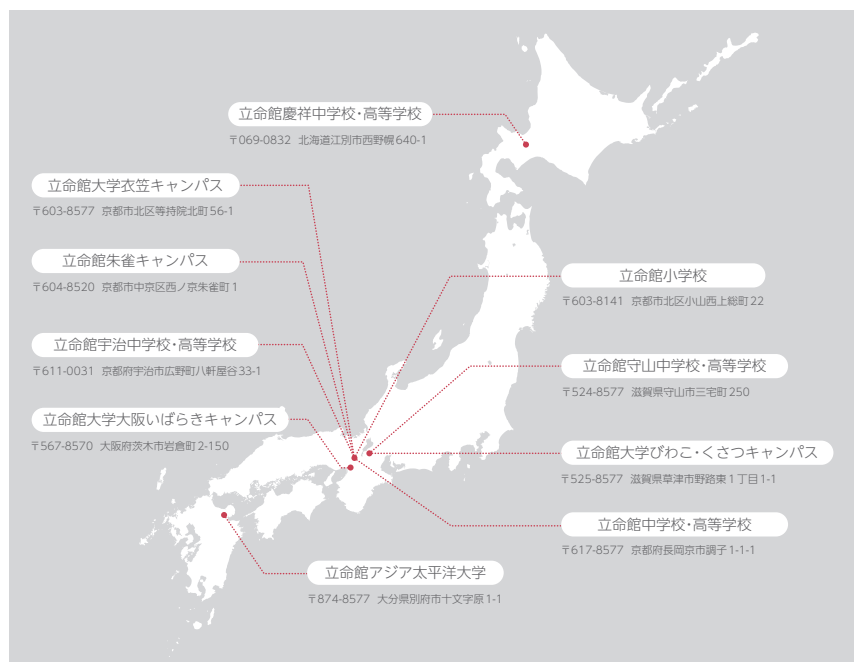 立命館慶祥中学校・高等学校
〒069-0832 北海道江別市西野幌640-1
立命館大学衣笠キャンパス
〒603-8577 京都市北区等持院北町56-1
立命館朱雀キャンパス
〒604-8520 京都市中京区西ノ京朱雀町1
立命館宇治中学校・高等学校
〒611-0031 京都府宇治市広野町八軒屋谷33-1
立命館大学大阪いばらきキャンパス
〒567-8570 大阪府茨木市岩倉町2-150
立命館小学校
〒603-8141 京都市北区小山西上総町22
立命館守山中学校・高等学校
〒524-8577 滋賀県守山市三宅町250
立命館大学びわこ・くさつキャンパス
〒525-8577 滋賀県草津市野路東1丁目1-1
立命館中学校・高等学校
〒617-8577 京都府長岡京市調子1-1-1
立命館アジア太平洋大学
〒874-8577 大分県別府市十文字原1-1